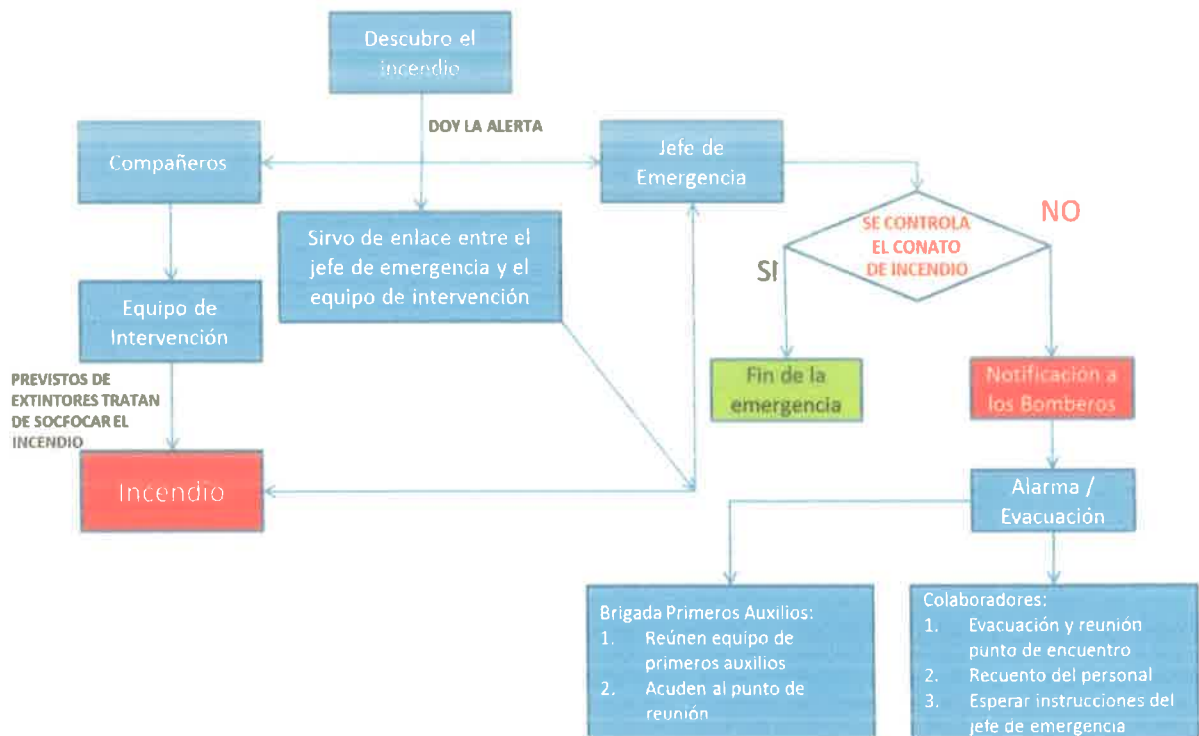 Descubro el
incendio
DOY LA ALERTA
Compañeros
Jefe de
Emergencia
Sirvo de enlace entre el
jefe de emergencia y el
equipo de intervención
SE CONTROLA
EL CONATO
DE INCENDIO
NO
SI
Equipo de
Intervención
PREVISTOS DE
EXTINTORES TRATAN
DE SOCFOCAR EL
INCENDIO
Fin de la
emergencia
Notificación a
los Bomberos
Incendio
Alarma /
Evacuación
Brigada Primeros Auxilios:
1. Reúnen equipo de
primeros auxilios
2. Acuden al punto de
reunión
Colaboradores:
1. Evacuación y reunión
punto de encuentro
2. Recuento del personal
3. Esperar instrucciones del
jefe de emergencia